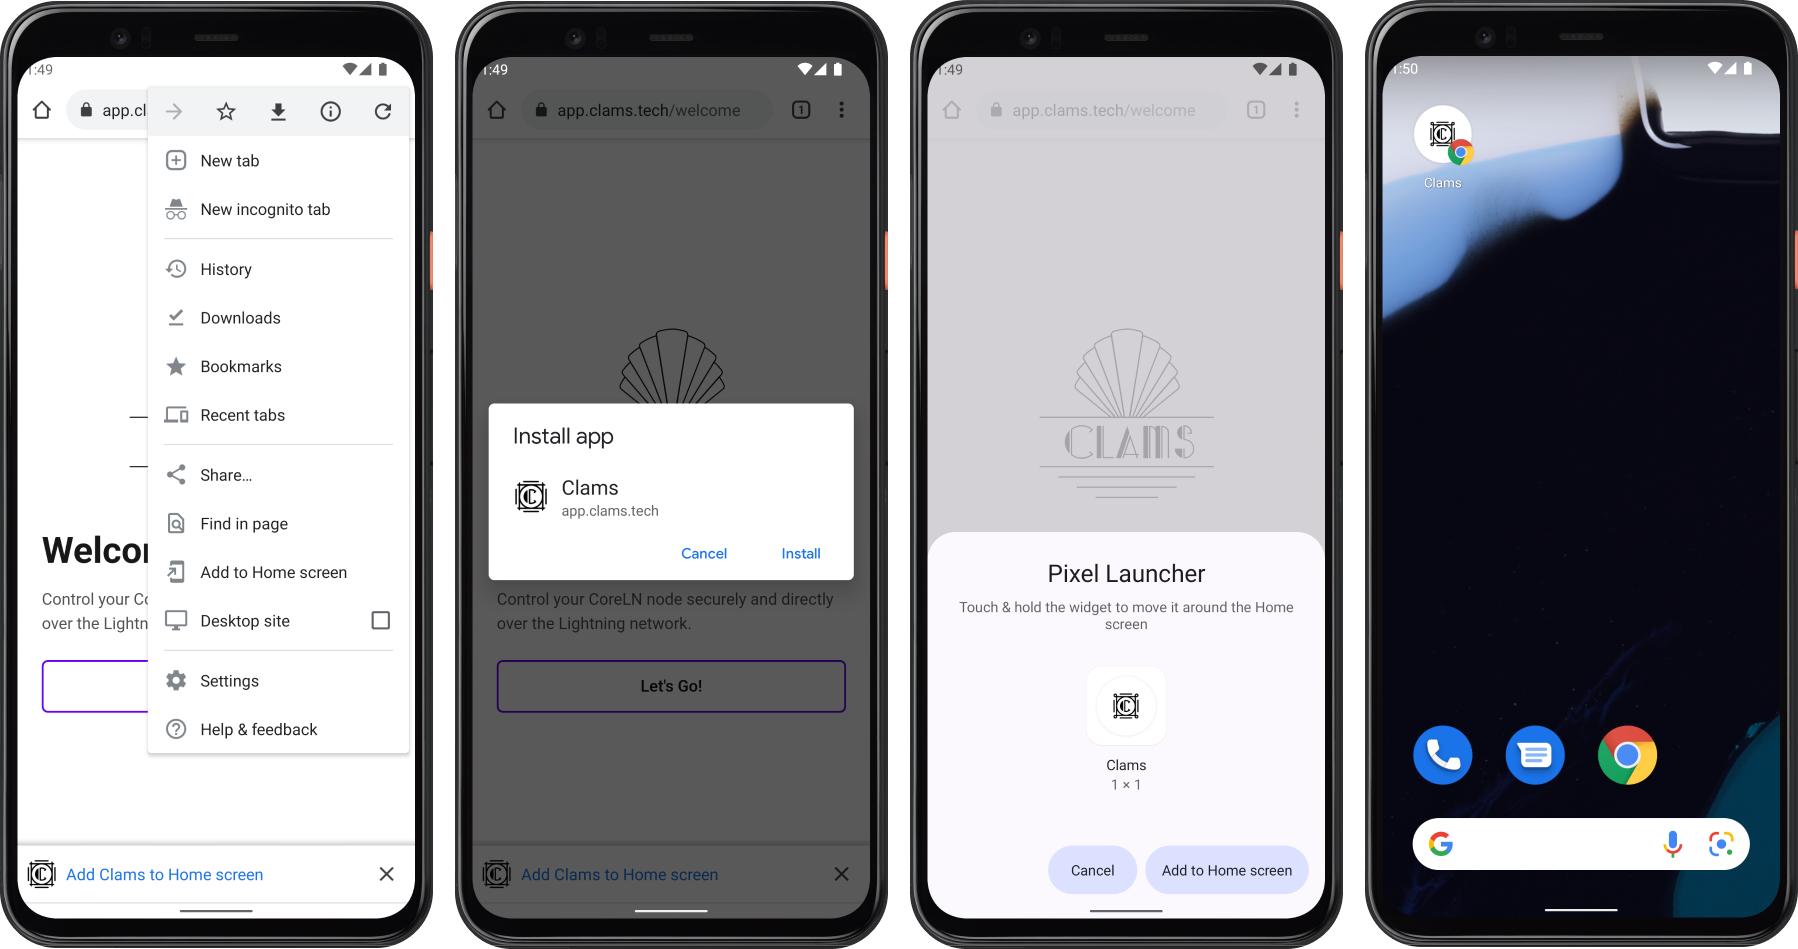 1:49
app.cl
New tab
New incognito tab
History
Downloads
Bookmarks
Recent tabs
Share...
Find in page
Add to Home screen
Desktop site
Settings
Help & feedback
Welcor
Control your Co
over the Lightn
Add Clams to Home screen
1:49
app.clams.tech/welcome
1
Install app
Clams
app.clams.tech
Cancel
Install
Control your CoreLN node securely and directly
over the Lightning network.
Let's Go!
Add Clams to Home screen
1:49
app.clams.tech/welcome
1
CLAMS
Pixel Launcher
Touch & hold the widget to move it around the Home
screen
C
Clams
1 × 1
Cancel
Add to Home screen
1:50
C
Clams
G